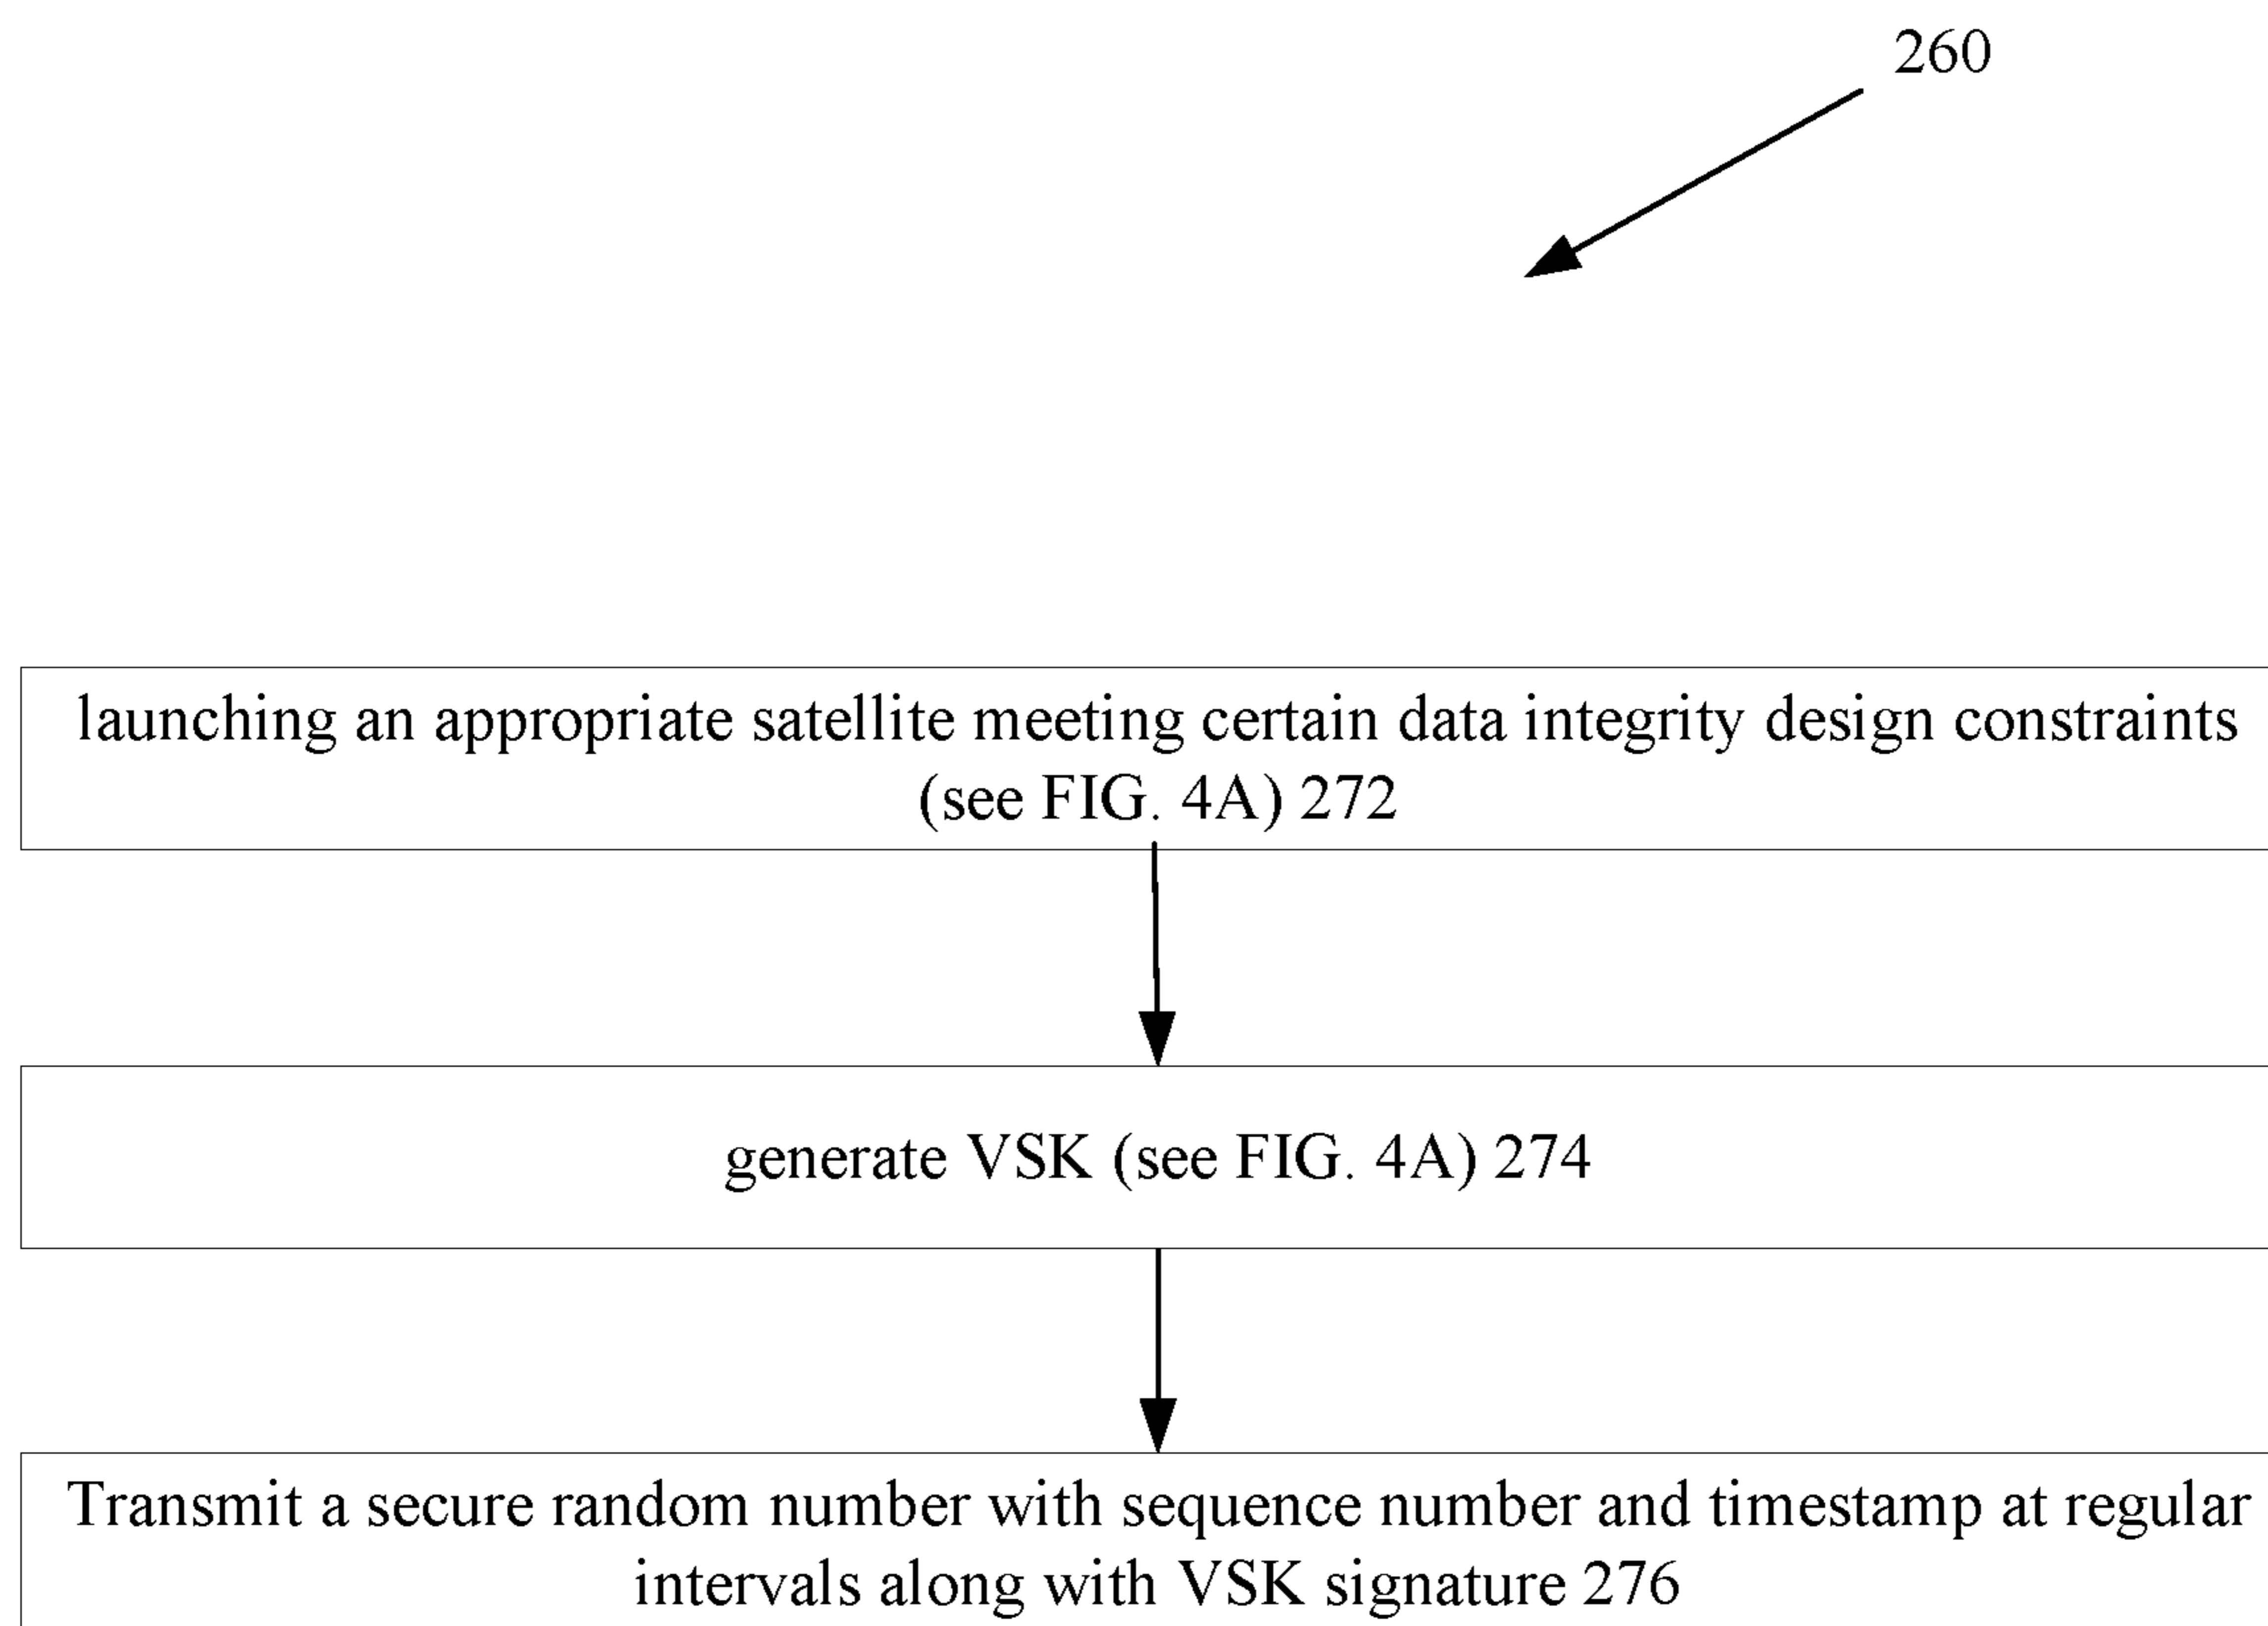 260
launching an appropriate satellite meeting certain data integrity design constraints
(see FIG. 4A) 272
generate VSK (see FIG. 4A) 274
Transmit a secure random number with sequence number and timestamp at regular
intervals along with VSK signature 276